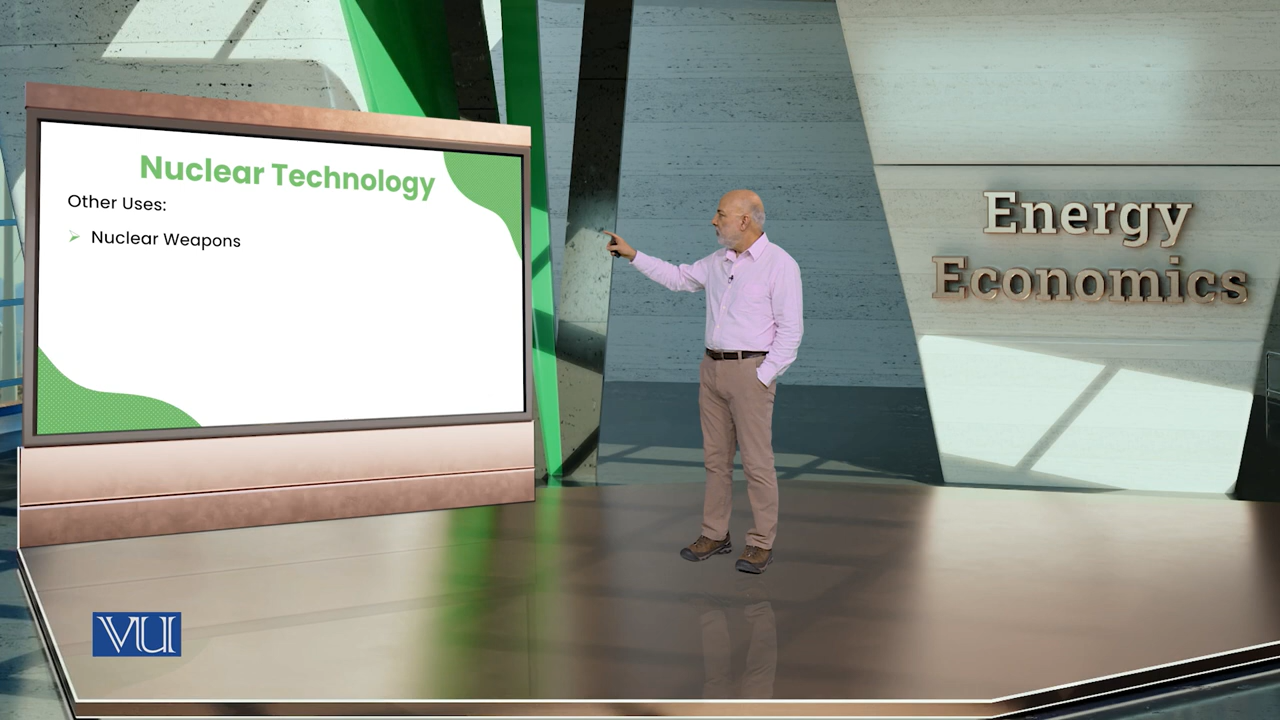 Nuclear Technology
Other Uses:
Nuclear Weapons
Energy
Economics
VU